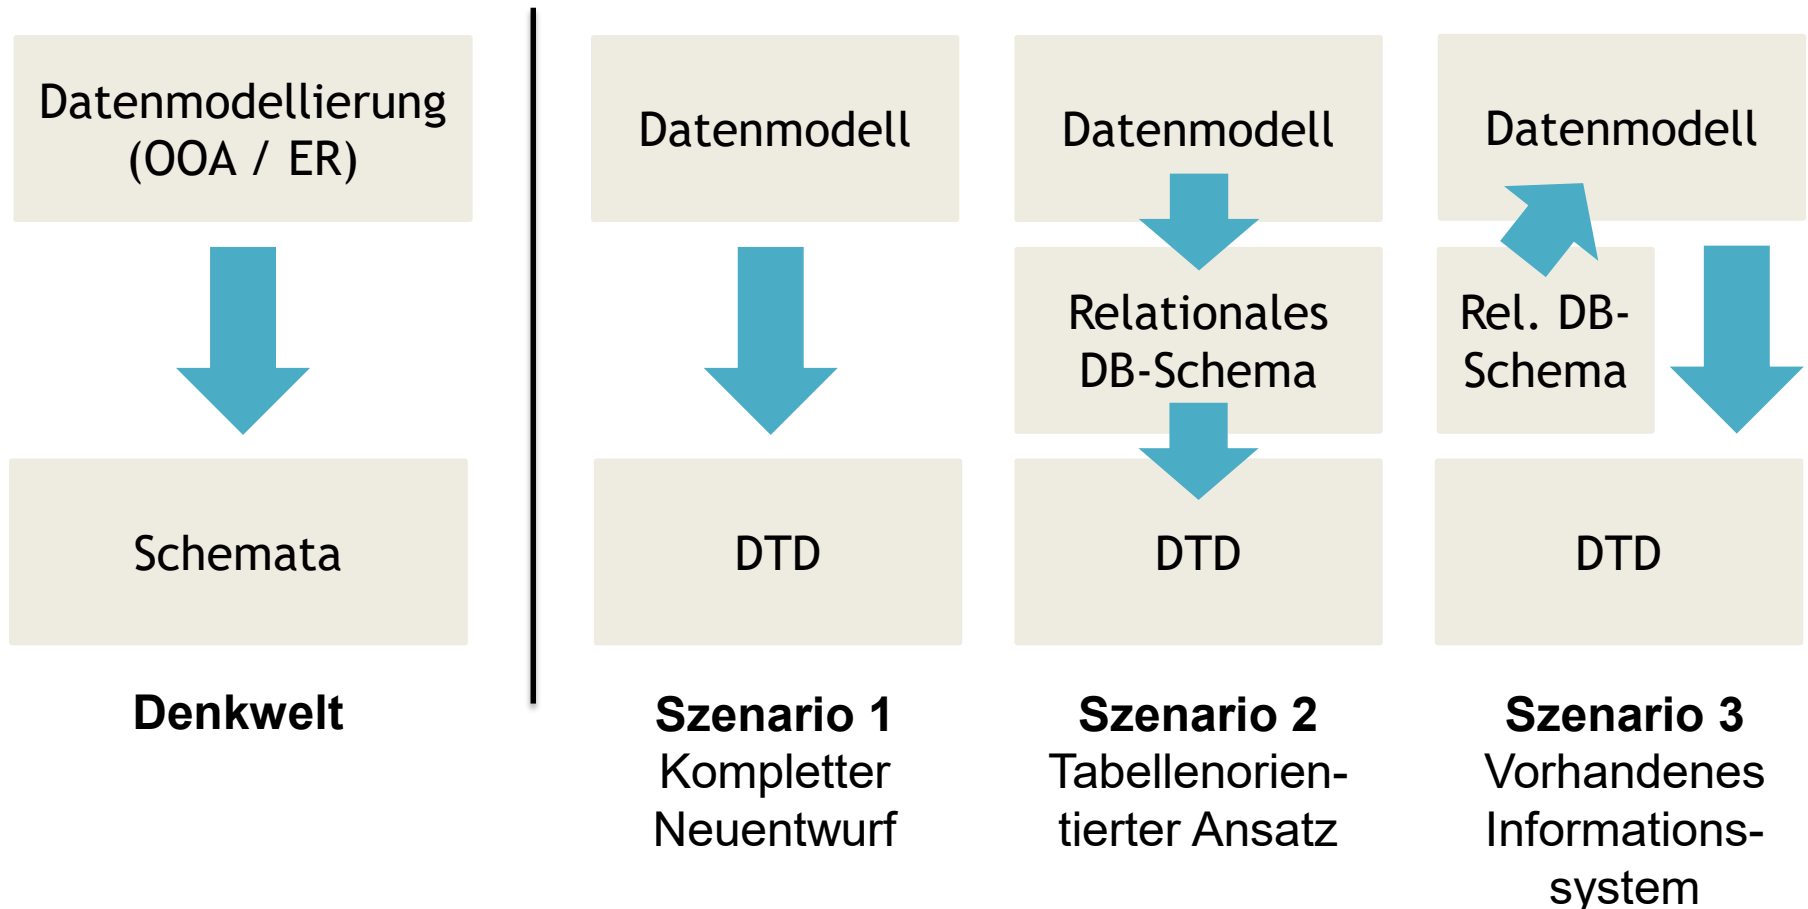 Datenmodellierung
(OOA / ER)
Schemata
Denkwelt
Datenmodell
DTD
Szenario 1
Kompletter
Neuentwurf
Datenmodell
Relationales
DB-Schema
DTD
Szenario 2
Tabellenorien-
tierter Ansatz
Datenmodell
Rel. DB-
Schema
DTD
Szenario 3
Vorhandenes
Informations-
system